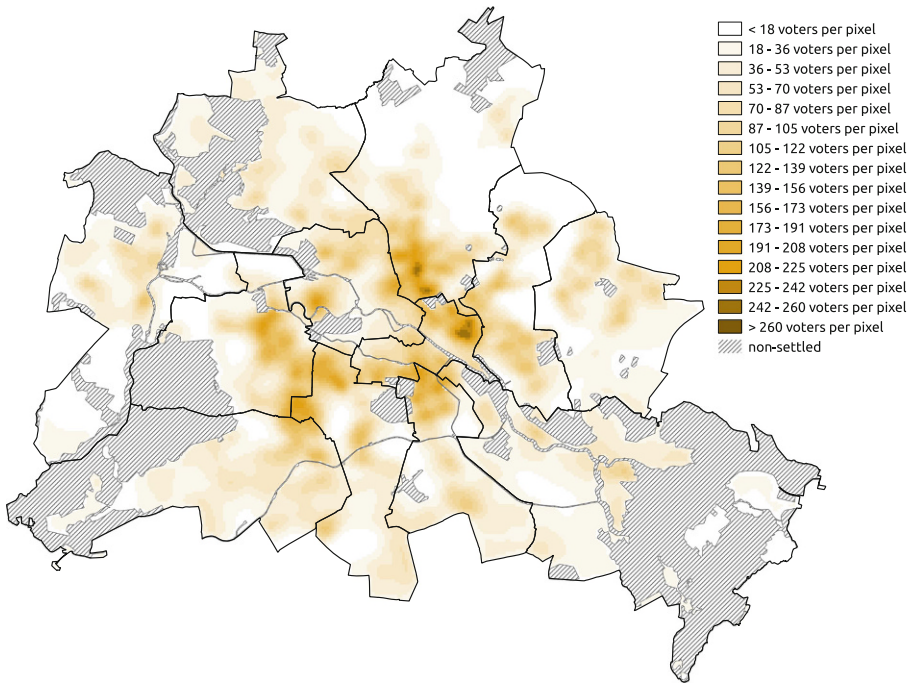 < 18 voters per pixel
18 - 36 voters per pixel
36 - 53 voters per pixel
53 - 70 voters per pixel
70 - 87 voters per pixel
87 - 105 voters per pixel
105 - 122 voters per pixel
122 - 139 voters per pixel
139 - 156 voters per pixel
156 - 173 voters per pixel
173 - 191 voters per pixel
191 - 208 voters per pixel
208 - 225 voters per pixel
225 - 242 voters per pixel
242 - 260 voters per pixel
> 260 voters per pixel
non-settled